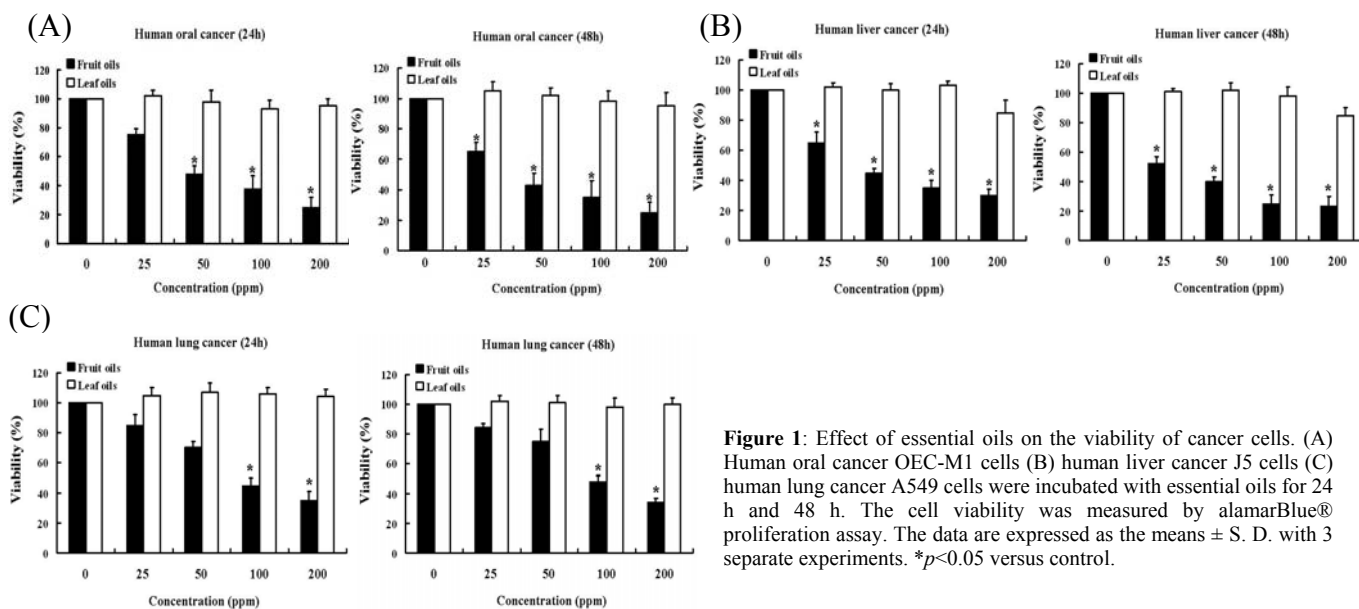 (A)
Human oral cancer (24h)
Fruit oils
Leaf oils
Viability (%)
120
100
80
60
40
20
0
*
*
*
0 25 50 100 200
Concentration (ppm)
Human oral cancer (48h)
Fruit oils
Leaf oils
Viability (%)
120
100
80
60
40
20
0
*
*
*
*
0 25 50 100 200
Concentration (ppm)
(B)
Human liver cancer (24h)
Fruit oils
Leaf oils
Viability (%)
120
100
80
60
40
20
0
*
*
*
*
0 25 50 100 200
Concentration (ppm)
Human liver cancer (48h)
Fruit oils
Leaf oils
Viability (%)
120
100
80
60
40
20
0
*
*
*
*
0 25 50 100 200
Concentration (ppm)
(C)
Human lung cancer (24h)
Fruit oils
Leaf oils
Viability (%)
120
100
80
60
40
20
0
*
*
0 25 50 100 200
Concentration (ppm)
Human lung cancer (48h)
Fruit oils
Leaf oils
Viability (%)
120
100
80
60
40
20
0
*
*
0 25 50 100 200
Concentration (ppm)
Figure 1: Effect of essential oils on the viability of cancer cells. (A)
Human oral cancer OEC-M1 cells (B) human liver cancer J5 cells (C)
human lung cancer A549 cells were incubated with essential oils for 24
h and 48 h. The cell viability was measured by alamarBlue®
proliferation assay. The data are expressed as the means ± S. D. with 3
separate experiments. *p<0.05 versus control.